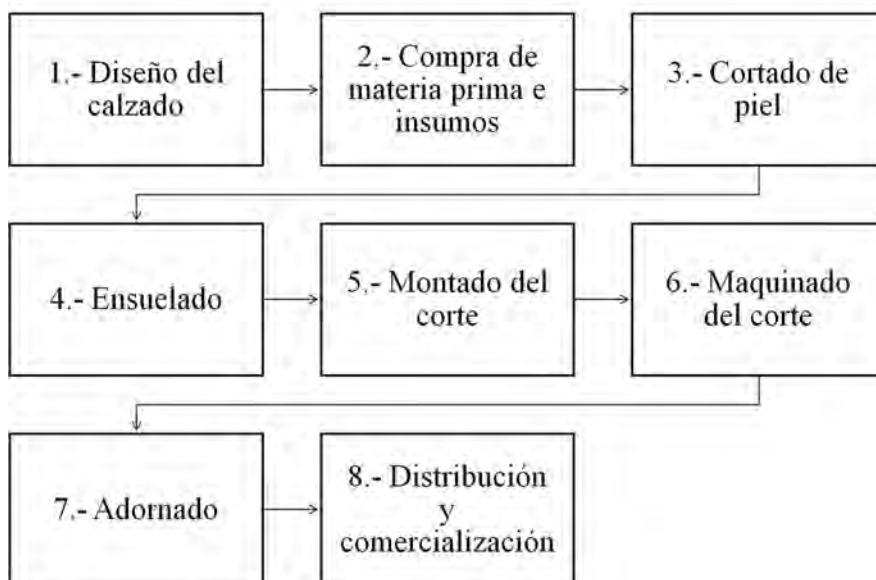 1.- Diseño del
calzado
2.- Compra de
materia prima e
insumos
3.- Cortado de
piel
4.- Ensuelado
5.- Montado del
corte
6.- Maquinado
del corte
7.- Adornado
8.- Distribución
y
comercialización